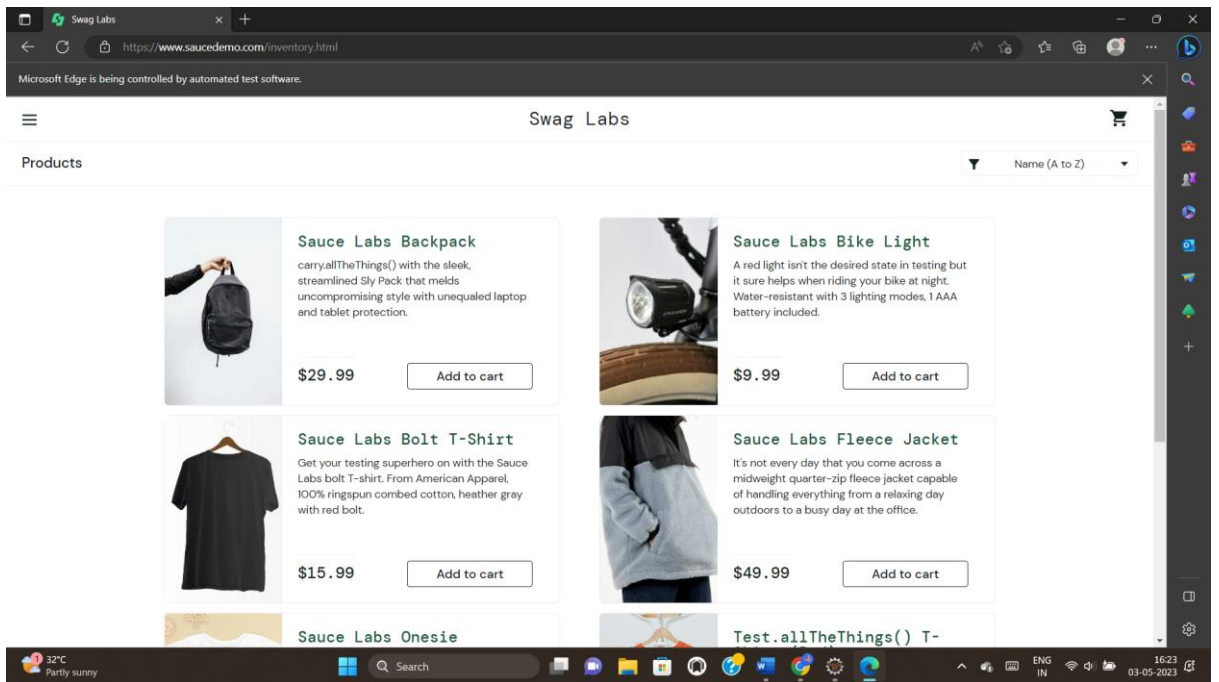 Swag Labs
https://www.saucedemo.com/inventory.html
Microsoft Edge is being controlled by automated test software.
Swag Labs
Products
Name (A to Z)
Sauce Labs Backpack
carry.allTheThings() with the sleek,
streamlined Sly Pack that melds
uncompromising style with unequaled laptop
and tablet protection.
$29.99
Add to cart
Sauce Labs Bike Light
A red light isn't the desired state in testing but
it sure helps when riding your bike at night.
Water-resistant with 3 lighting modes, 1 AAA
battery included.
$9.99
Add to cart
Sauce Labs Bolt T-Shirt
Get your testing superhero on with the Sauce
Labs bolt T-shirt. From American Apparel,
100% ringspun combed cotton, heather gray
with red bolt.
$15.99
Add to cart
Sauce Labs Fleece Jacket
It's not every day that you come across a
midweight quarter-zip fleece jacket capable
of handling everything from a relaxing day
outdoors to a busy day at the office.
$49.99
Add to cart
Sauce Labs Onesie
Test.allTheThings() T-
1
32°C
Partly sunny
Search
ENG
IN
16:23
03-05-2023